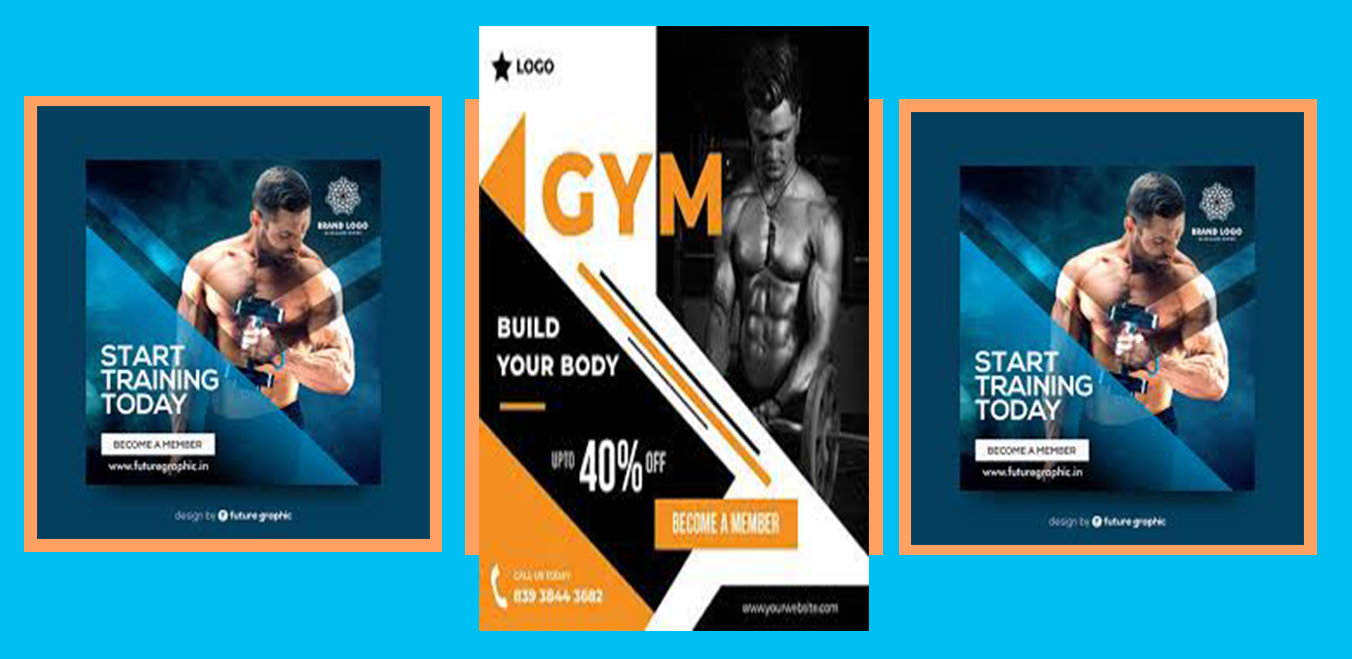 BRAND LOGO
START
TRAINING
TODAY
BECOME A MEMBER
www.futuregraphic.in
design by future graphic
LOGO
GYM
BUILD
YOUR BODY
UPTO 40% OFF
BECOME A MEMBER
CALL US TODAY
839 3844 3682
www.yourwebsite.com
BRAND LOGO
START
TRAINING
TODAY
BECOME A MEMBER
www.futuregraphic.in
design by future graphic